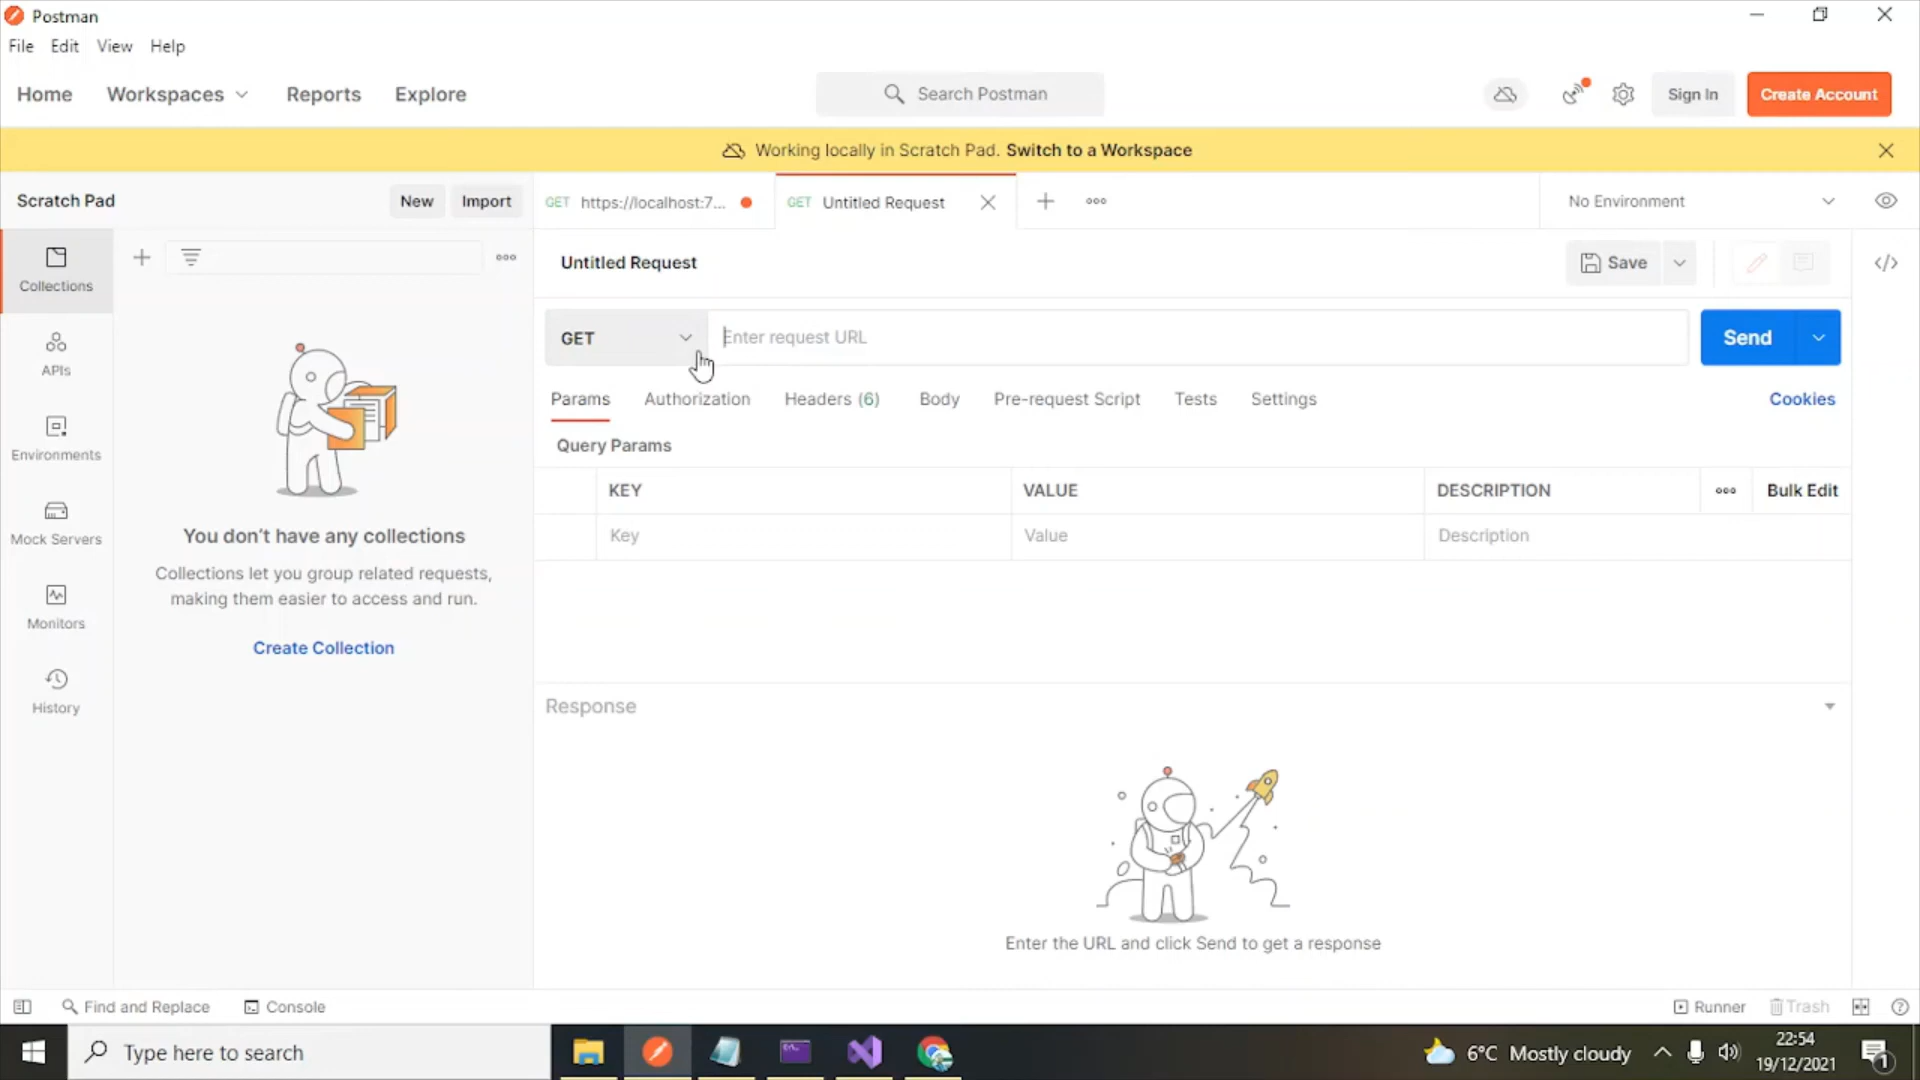 Postman
File Edit View Help
Home Workspaces Reports Explore Search Postman Sign In Create Account
Working locally in Scratch Pad. Switch to a Workspace
Scratch Pad New Import GET https://localhost:7... GET Untitled Request No Environment
Untitled Request Save
Collections
GET Enter request URL Send
APIs
Params Authorization Headers (6) Body Pre-request Script Tests Settings Cookies
Environments
Query Params
KEY VALUE DESCRIPTION Bulk Edit
Key Value Description
Mock Servers
You don't have any collections
Collections let you group related requests,
making them easier to access and run.
Monitors
Create Collection
History
Response
Enter the URL and click Send to get a response
Find and Replace Console Runner Trash
Type here to search 6°C Mostly cloudy 22:54
19/12/2021 1